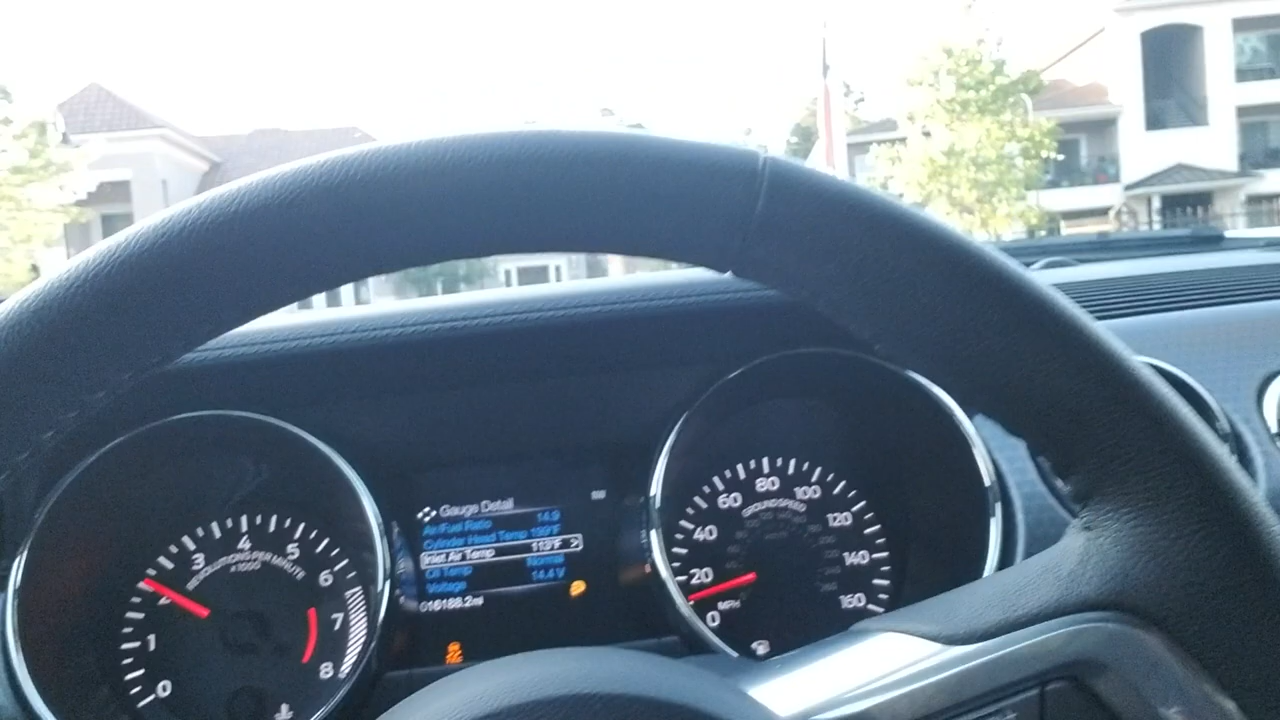 Gauge Detail
Air/Fuel Ratio 14.9
Cylinder Head Temp 199°F
Inlet Air Temp 113°F >
Oil Temp Normal
Voltage 14.4 V
016188.2mi
0
1
2
3
4
5
6
7
8
REVOLUTIONS PER MINUTE
x1000
0
20
40
60
80
100
120
140
160
GROUNDSPEED
MPH